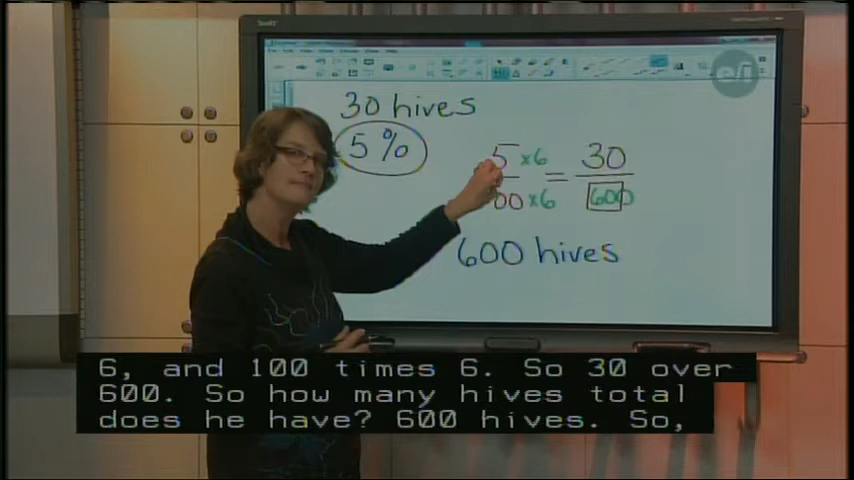 30 hives
5%
5 x6 = 30
00 x6 600
600 hives
6, and 100 times 6. So 30 over
600. So how many hives total
does he have? 600 hives. So,